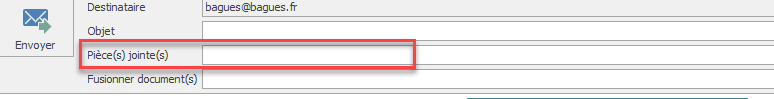 Destinataire
bagues@bagues.fr
Objet
Envoyer
Pièce(s) jointe(s)
Fusionner document(s)